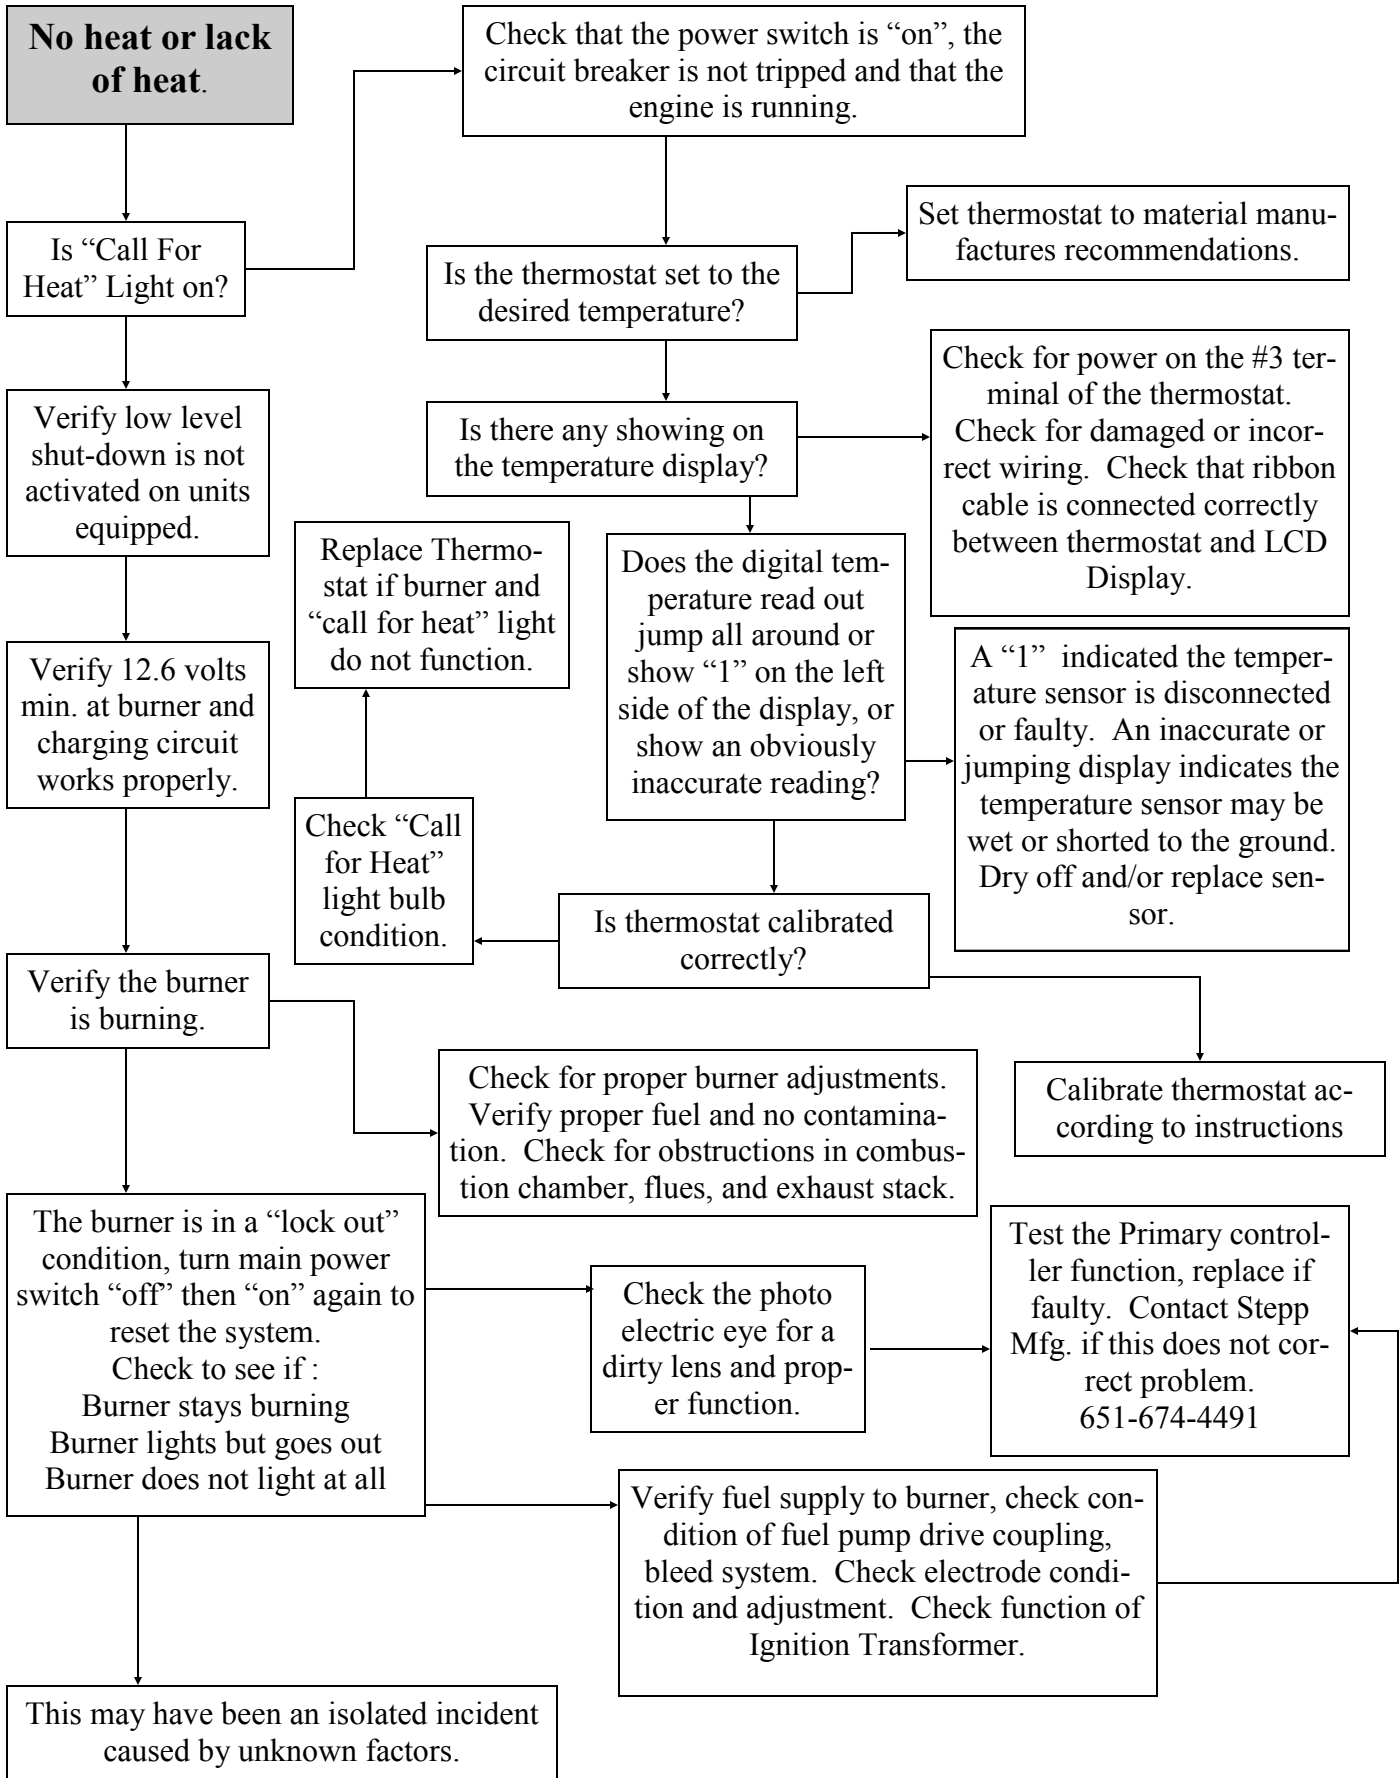 No heat or lack
of heat.
Check that the power switch is “on”, the
circuit breaker is not tripped and that the
engine is running.
Is “Call For
Heat” Light on?
Is the thermostat set to the
desired temperature?
Set thermostat to material manu-
factures recommendations.
Verify low level
shut-down is not
activated on units
equipped.
Is there any showing on
the temperature display?
Check for power on the #3 ter-
minal of the thermostat.
Check for damaged or incor-
rect wiring.  Check that ribbon
cable is connected correctly
between thermostat and LCD
Display.
Replace Thermo-
stat if burner and
“call for heat” light
do not function.
Does the digital tem-
perature read out
jump all around or
show “1” on the left
side of the display, or
show an obviously
inaccurate reading?
A “1”  indicated the temper-
ature sensor is disconnected
or faulty.  An inaccurate or
jumping display indicates the
temperature sensor may be
wet or shorted to the ground.
Dry off and/or replace sen-
sor.
Verify 12.6 volts
min. at burner and
charging circuit
works properly.
Check “Call
for Heat”
light bulb
condition.
Is thermostat calibrated
correctly?
Verify the burner
is burning.
Check for proper burner adjustments.
Verify proper fuel and no contamina-
tion.  Check for obstructions in combus-
tion chamber, flues, and exhaust stack.
Calibrate thermostat ac-
cording to instructions
The burner is in a “lock out”
condition, turn main power
switch “off” then “on” again to
reset the system.
Check to see if :
Burner stays burning
Burner lights but goes out
Burner does not light at all
Check the photo
electric eye for a
dirty lens and prop-
er function.
Test the Primary control-
ler function, replace if
faulty.  Contact Stepp
Mfg. if this does not cor-
rect problem.
651-674-4491
Verify fuel supply to burner, check con-
dition of fuel pump drive coupling,
bleed system.  Check electrode condi-
tion and adjustment.  Check function of
Ignition Transformer.
This may have been an isolated incident
caused by unknown factors.